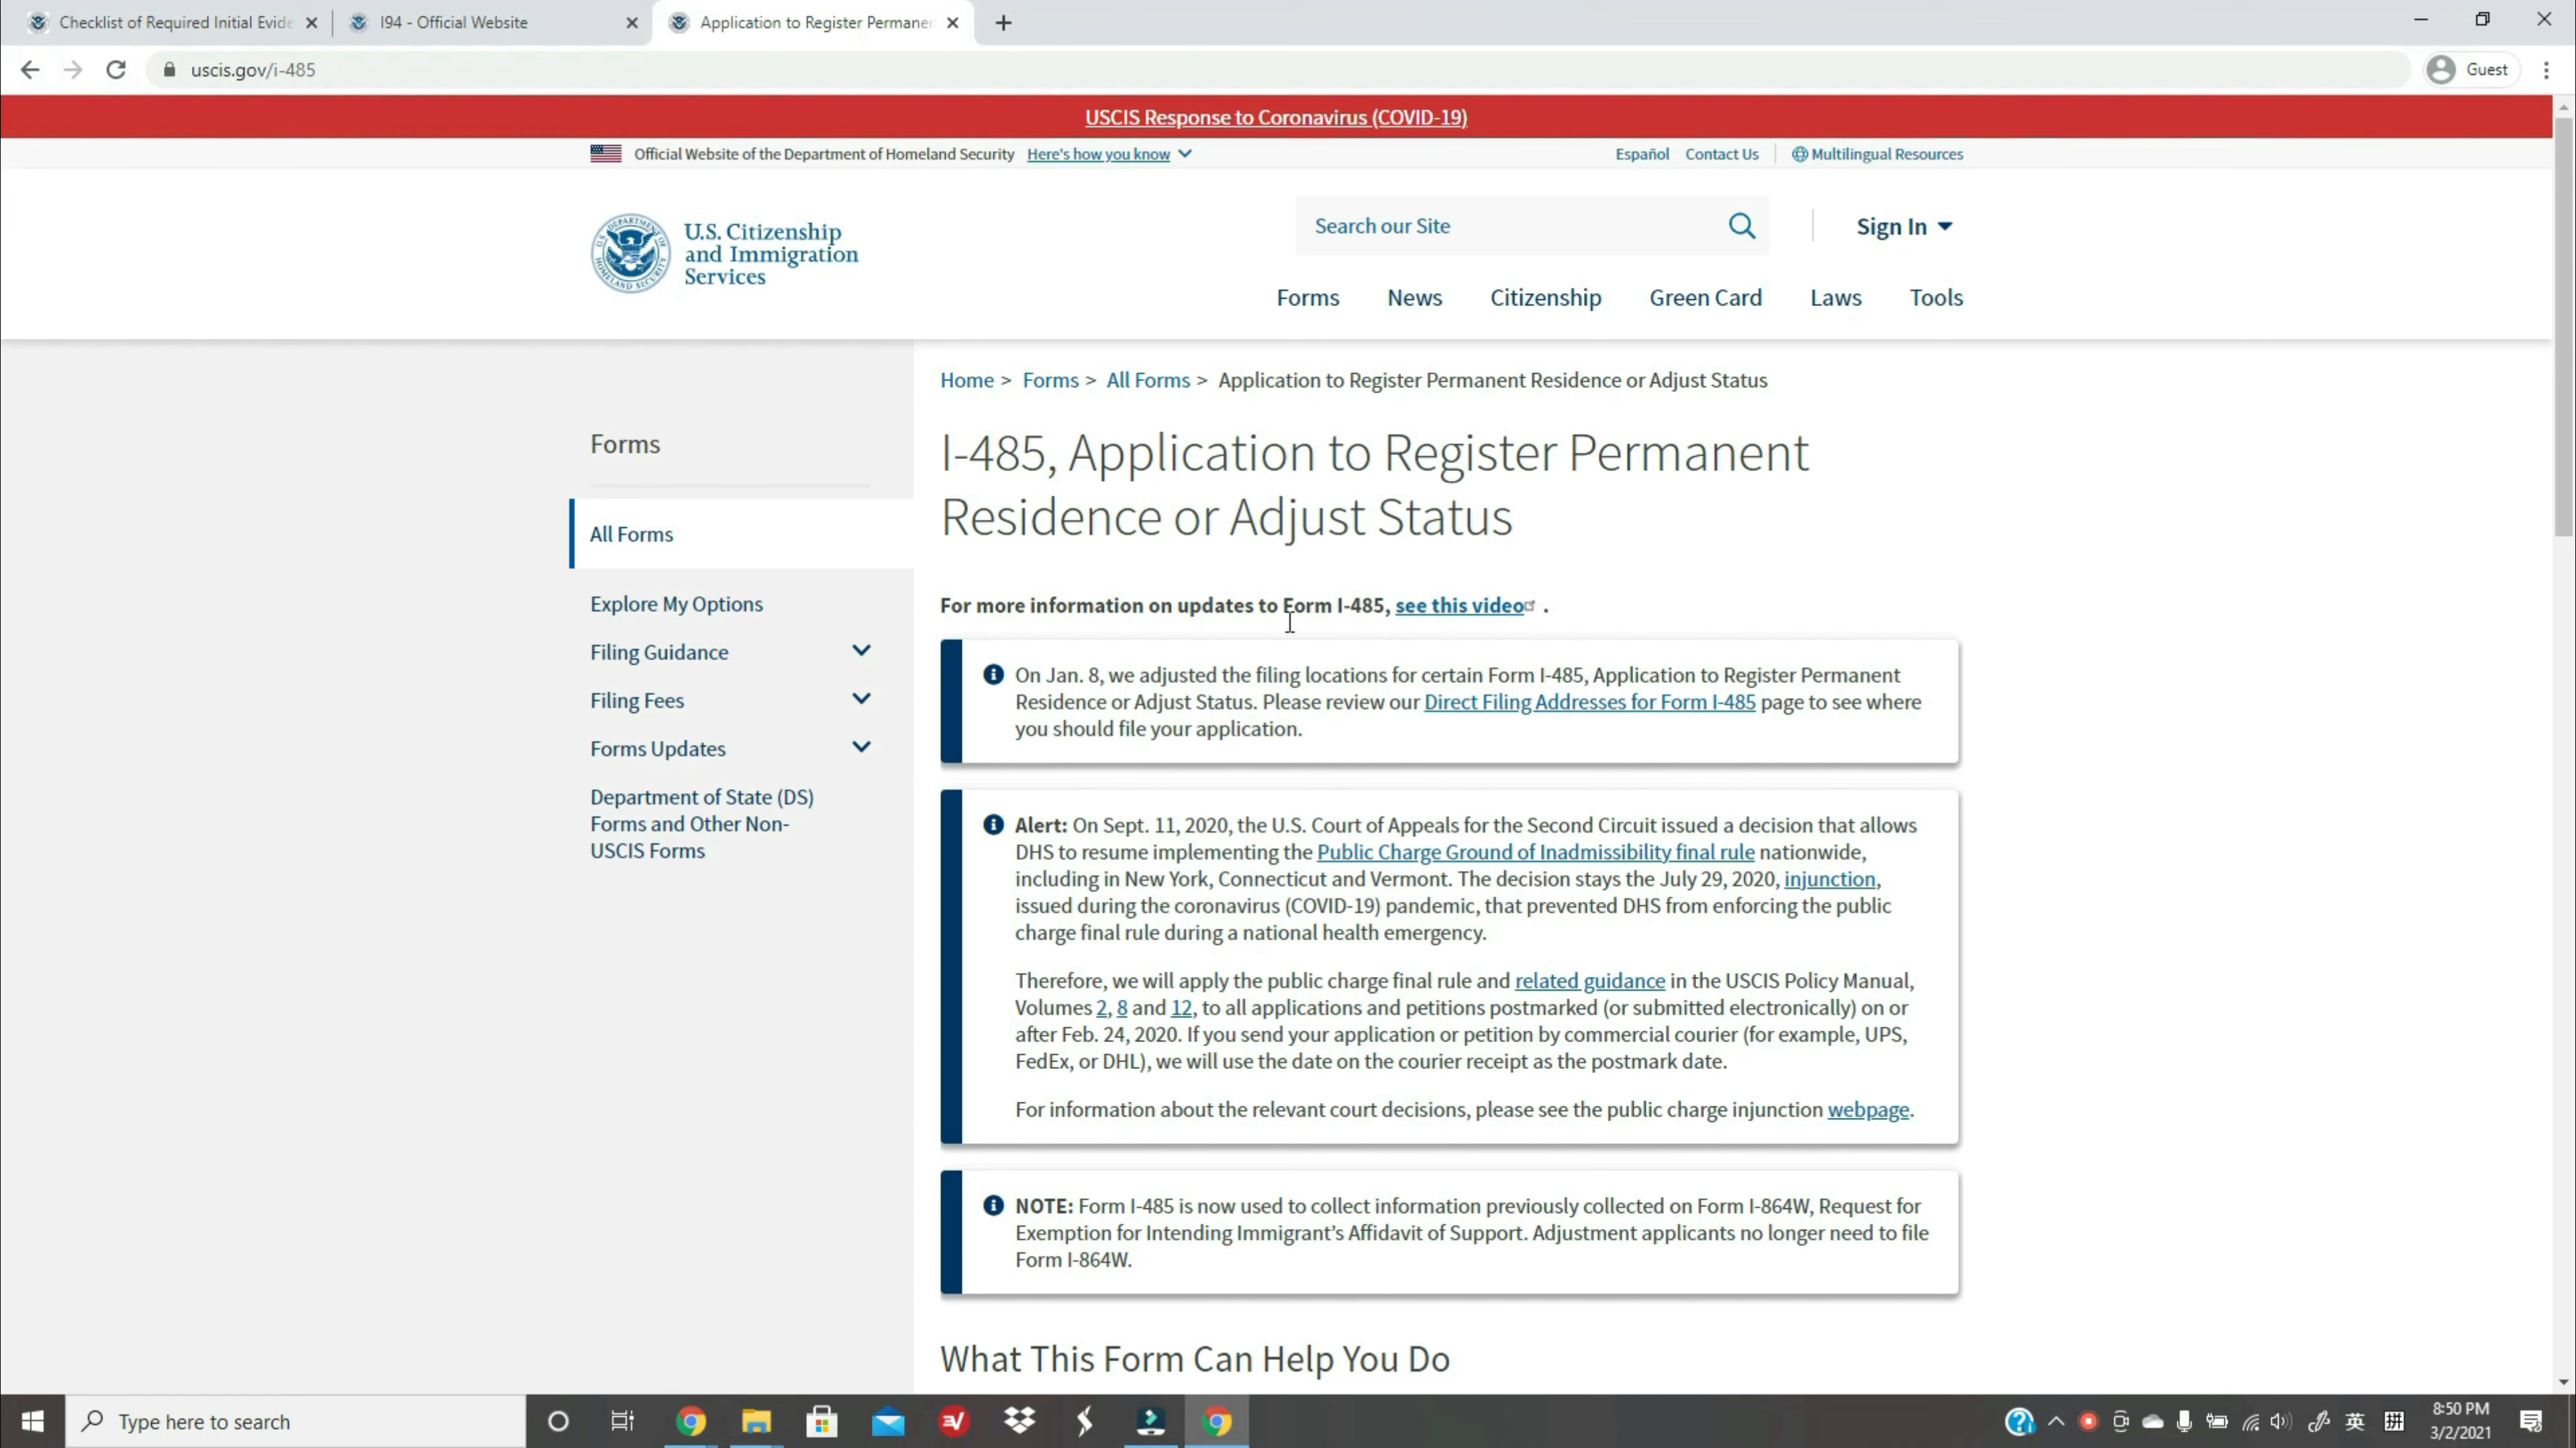 Checklist of Required Initial Evide
I94 - Official Website
Application to Register Permaner
uscis.gov/i-485
Guest
USCIS Response to Coronavirus (COVID-19)
Official Website of the Department of Homeland Security Here's how you know
Español Contact Us Multilingual Resources
U.S. Citizenship
and Immigration
Services
Search our Site
Sign In
Forms News Citizenship Green Card Laws Tools
Home > Forms > All Forms > Application to Register Permanent Residence or Adjust Status
Forms
All Forms
Explore My Options
Filing Guidance
Filing Fees
Forms Updates
Department of State (DS)
Forms and Other Non-
USCIS Forms
I-485, Application to Register Permanent
Residence or Adjust Status
For more information on updates to Form I-485, see this video .
On Jan. 8, we adjusted the filing locations for certain Form I-485, Application to Register Permanent
Residence or Adjust Status. Please review our Direct Filing Addresses for Form I-485 page to see where
you should file your application.
Alert: On Sept. 11, 2020, the U.S. Court of Appeals for the Second Circuit issued a decision that allows
DHS to resume implementing the Public Charge Ground of Inadmissibility final rule nationwide,
including in New York, Connecticut and Vermont. The decision stays the July 29, 2020, injunction,
issued during the coronavirus (COVID-19) pandemic, that prevented DHS from enforcing the public
charge final rule during a national health emergency.
Therefore, we will apply the public charge final rule and related guidance in the USCIS Policy Manual,
Volumes 2, 8 and 12, to all applications and petitions postmarked (or submitted electronically) on or
after Feb. 24, 2020. If you send your application or petition by commercial courier (for example, UPS,
FedEx, or DHL), we will use the date on the courier receipt as the postmark date.
For information about the relevant court decisions, please see the public charge injunction webpage.
NOTE: Form I-485 is now used to collect information previously collected on Form I-864W, Request for
Exemption for Intending Immigrant’s Affidavit of Support. Adjustment applicants no longer need to file
Form I-864W.
What This Form Can Help You Do
Type here to search
英
拼
8:50 PM
3/2/2021